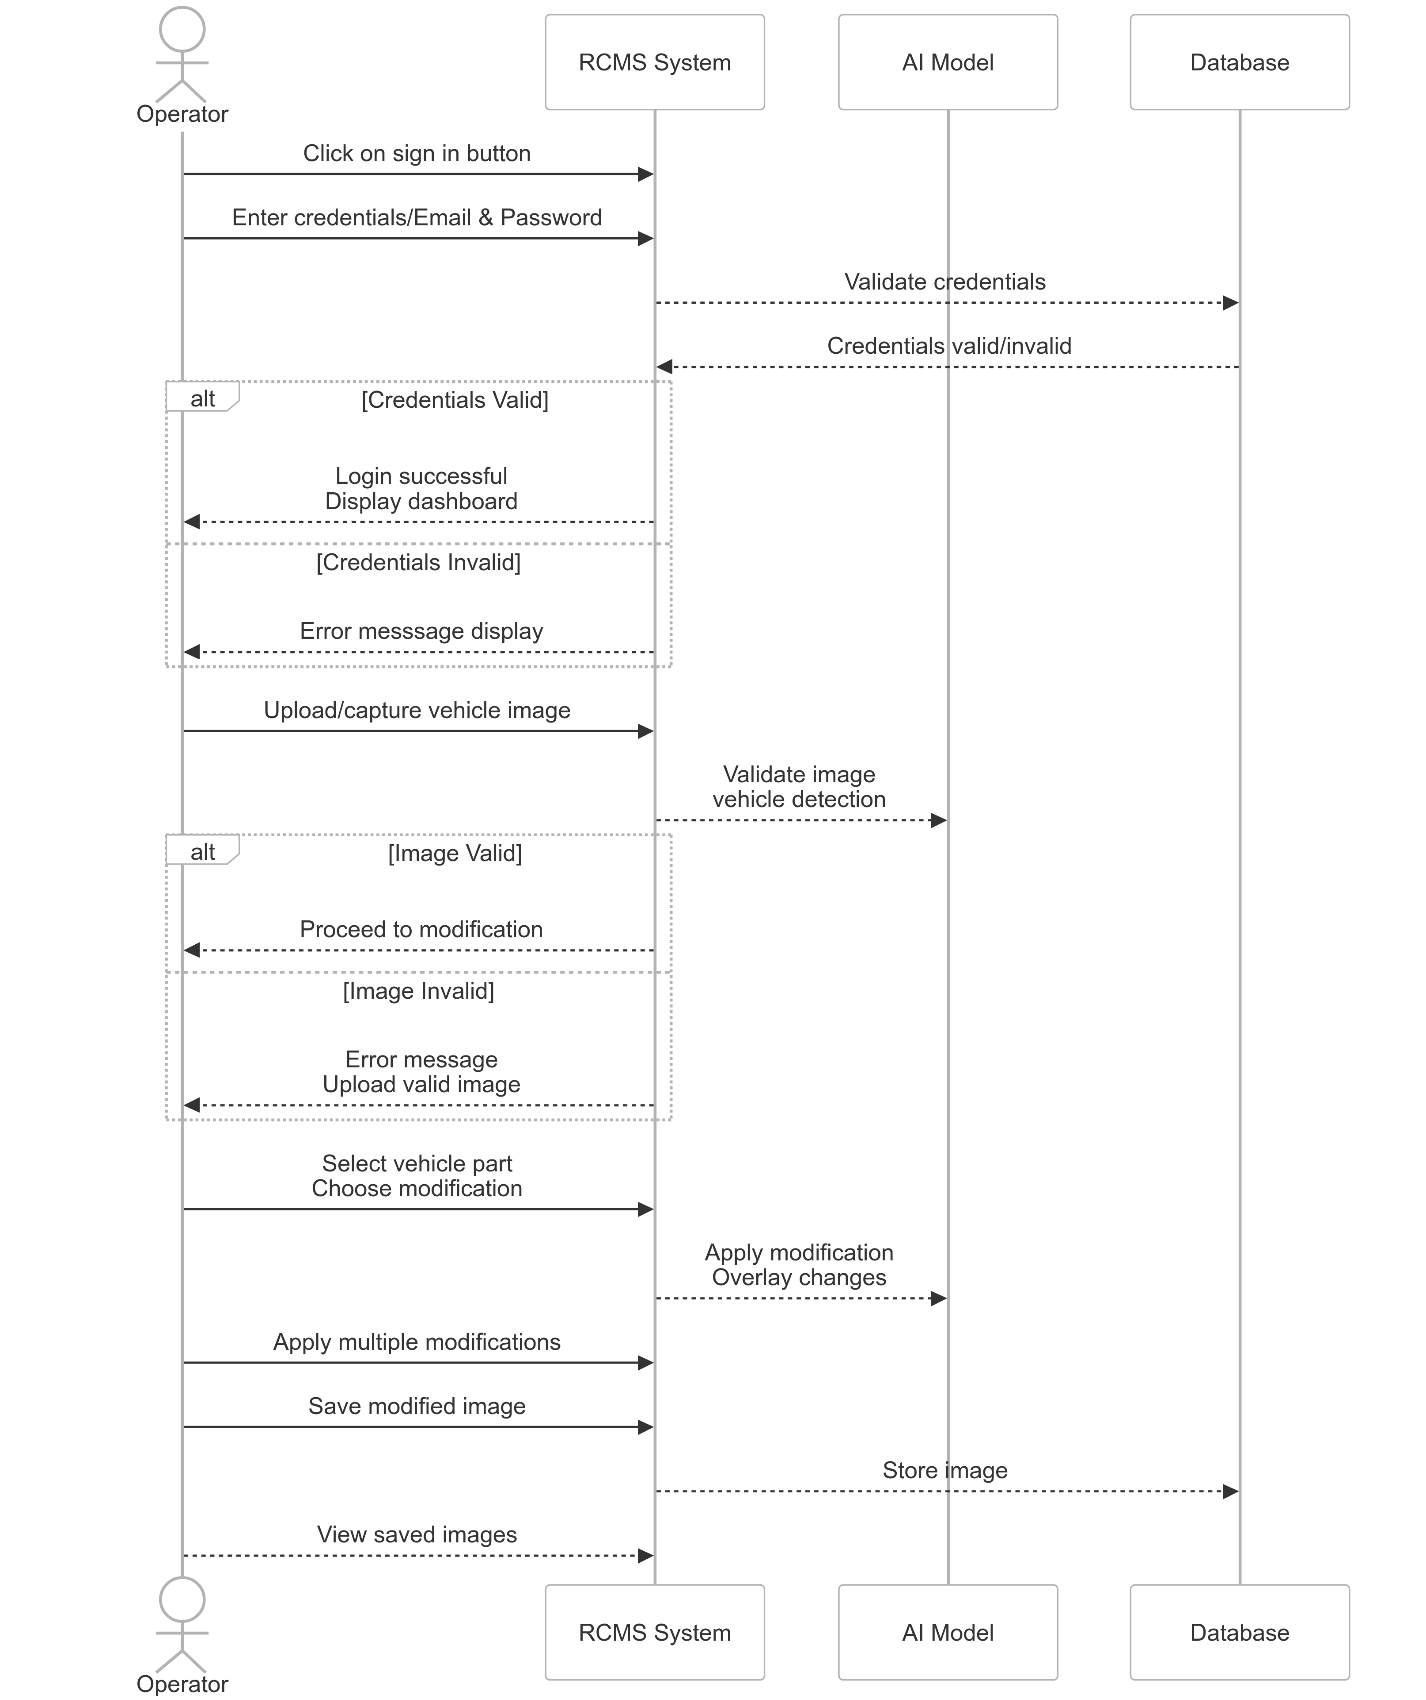 Operator
RCMS System
AI Model
Database
Click on sign in button
Enter credentials/Email & Password
Validate credentials
Credentials valid/invalid
alt
[Credentials Valid]
Login successful
Display dashboard
[Credentials Invalid]
Error messsage display
Upload/capture vehicle image
Validate image
vehicle detection
alt
[Image Valid]
Proceed to modification
[Image Invalid]
Error message
Upload valid image
Select vehicle part
Choose modification
Apply modification
Overlay changes
Apply multiple modifications
Save modified image
Store image
View saved images
Operator
RCMS System
AI Model
Database